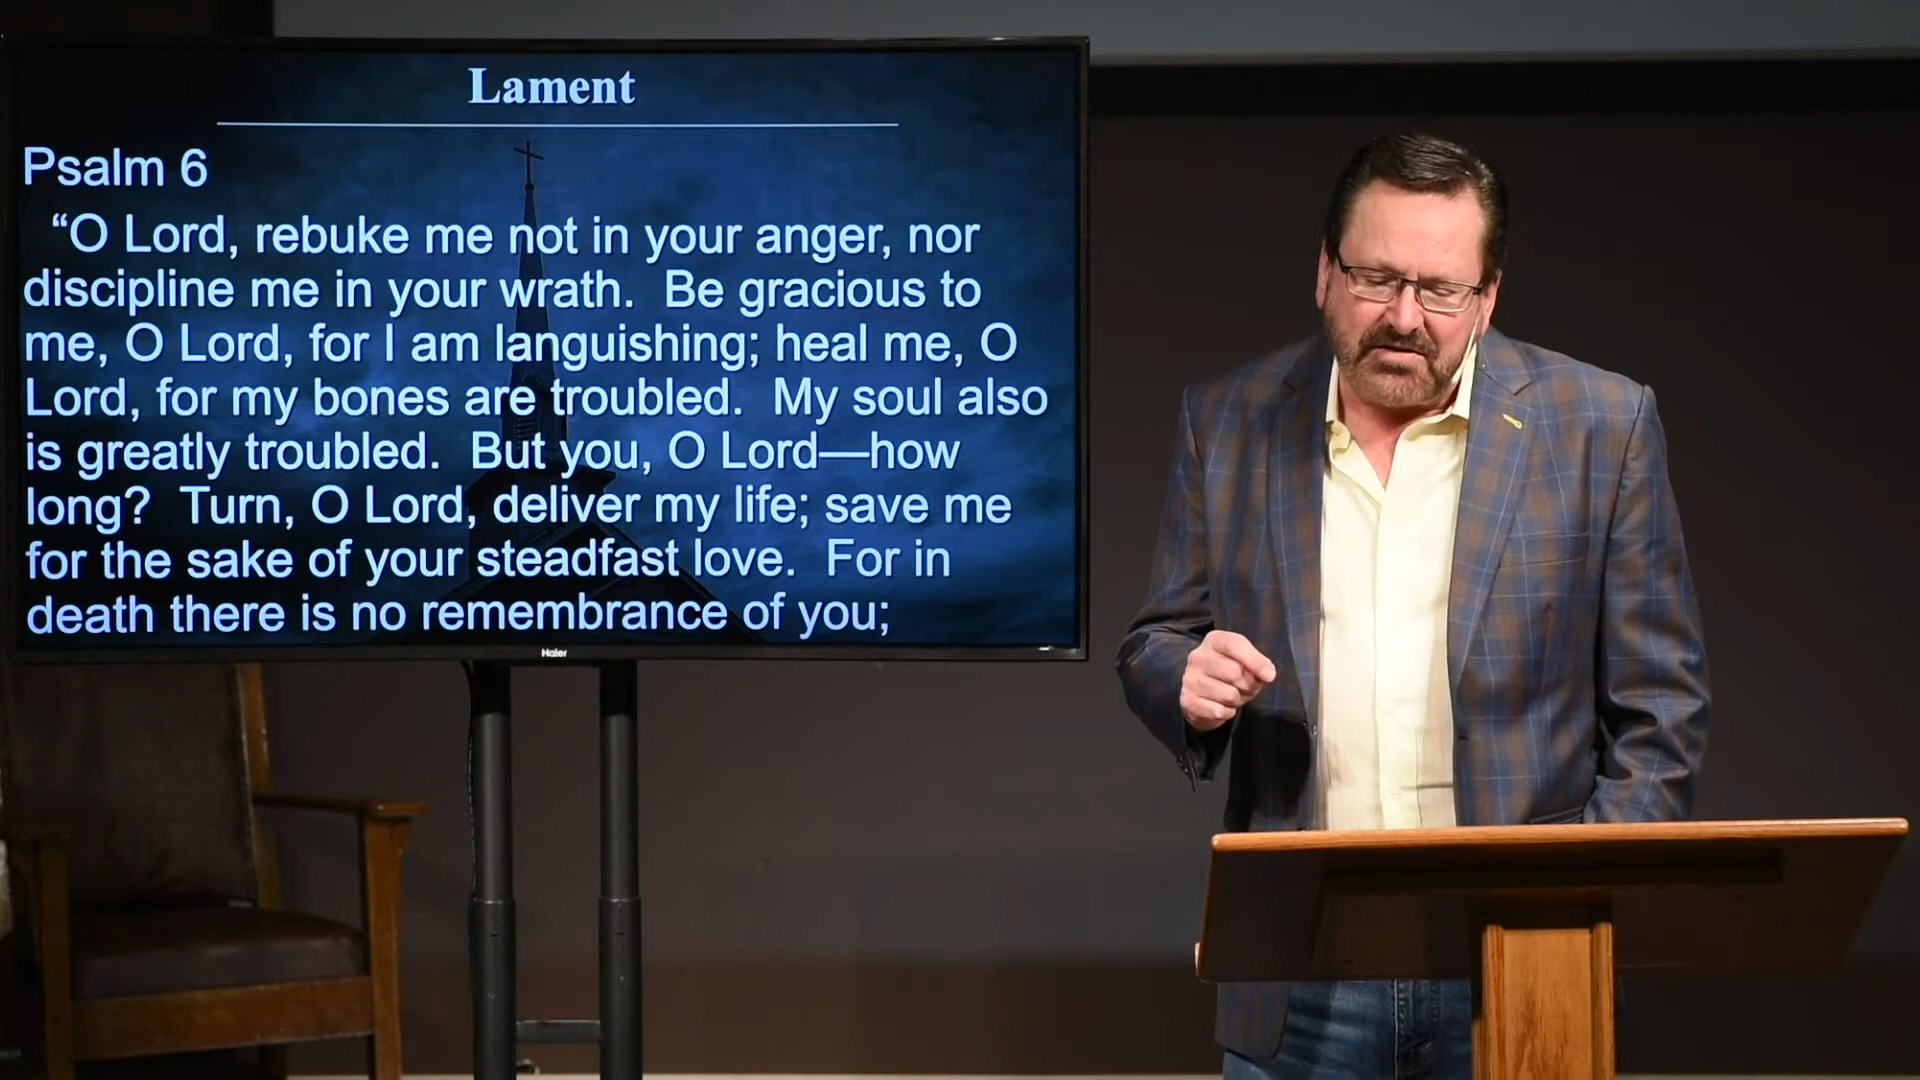 Lament
Psalm 6
“O Lord, rebuke me not in your anger, nor
discipline me in your wrath.  Be gracious to
me, O Lord, for I am languishing; heal me, O
Lord, for my bones are troubled.  My soul also
is greatly troubled.  But you, O Lord—how
long?  Turn, O Lord, deliver my life; save me
for the sake of your steadfast love.  For in
death there is no remembrance of you;
Haier